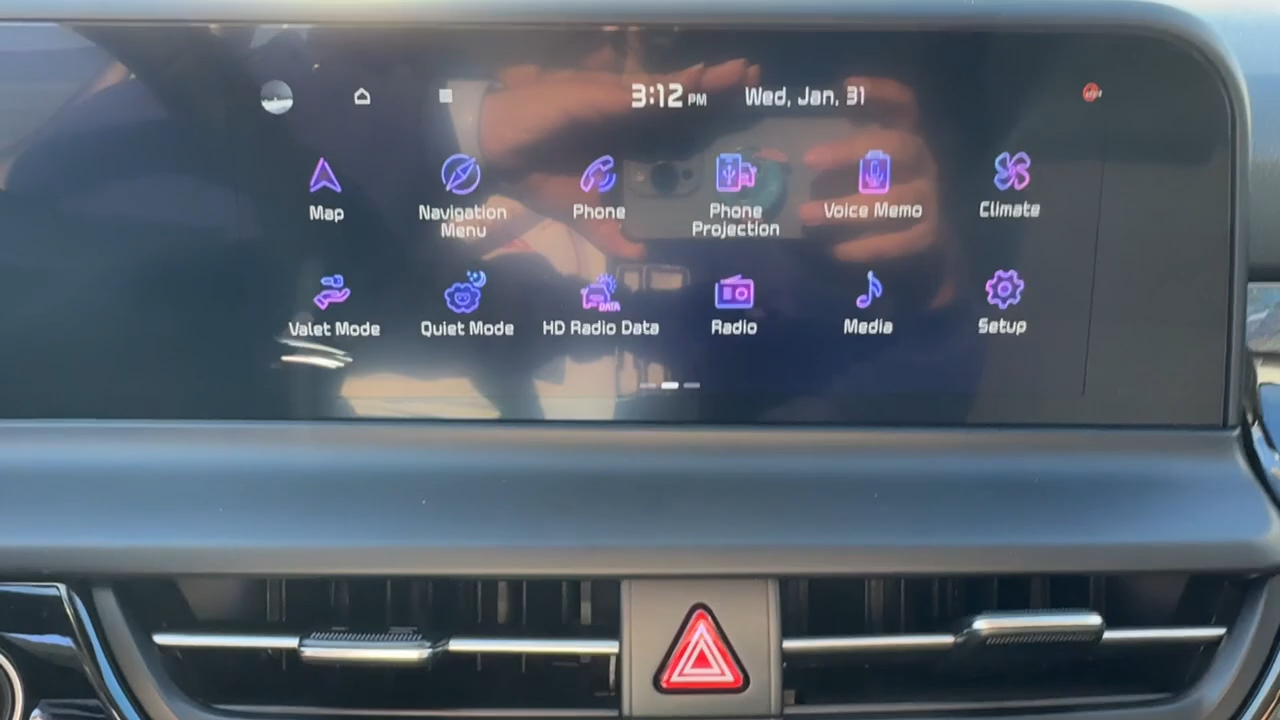 3:12 PM Wed, Jan, 31
Map
Navigation
Menu
Phone
Phone
Projection
Voice Memo
Climate
Valet Mode
Quiet Mode
DATA
HD Radio Data
Radio
Media
Setup